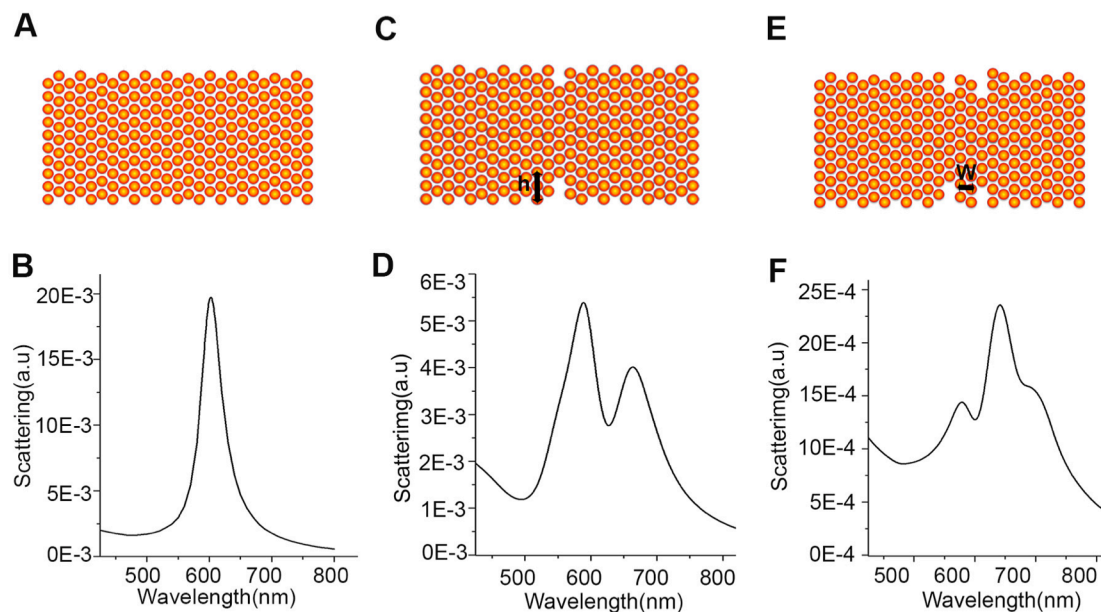 A
C
E
h
W
B
20E-3
15E-3
10E-3
5E-3
0E-3
Scattering(a.u)
500 600 700 800
Wavelength(nm)
D
6E-3
5E-3
4E-3
3E-3
2E-3
1E-3
0E-3
Scatterimg(a.u)
500 600 700 800
Wavelength(nm)
F
25E-4
20E-4
15E-4
10E-4
5E-4
0E-4
Scatterimg(a.u)
500 600 700 800
Wavelength(nm)